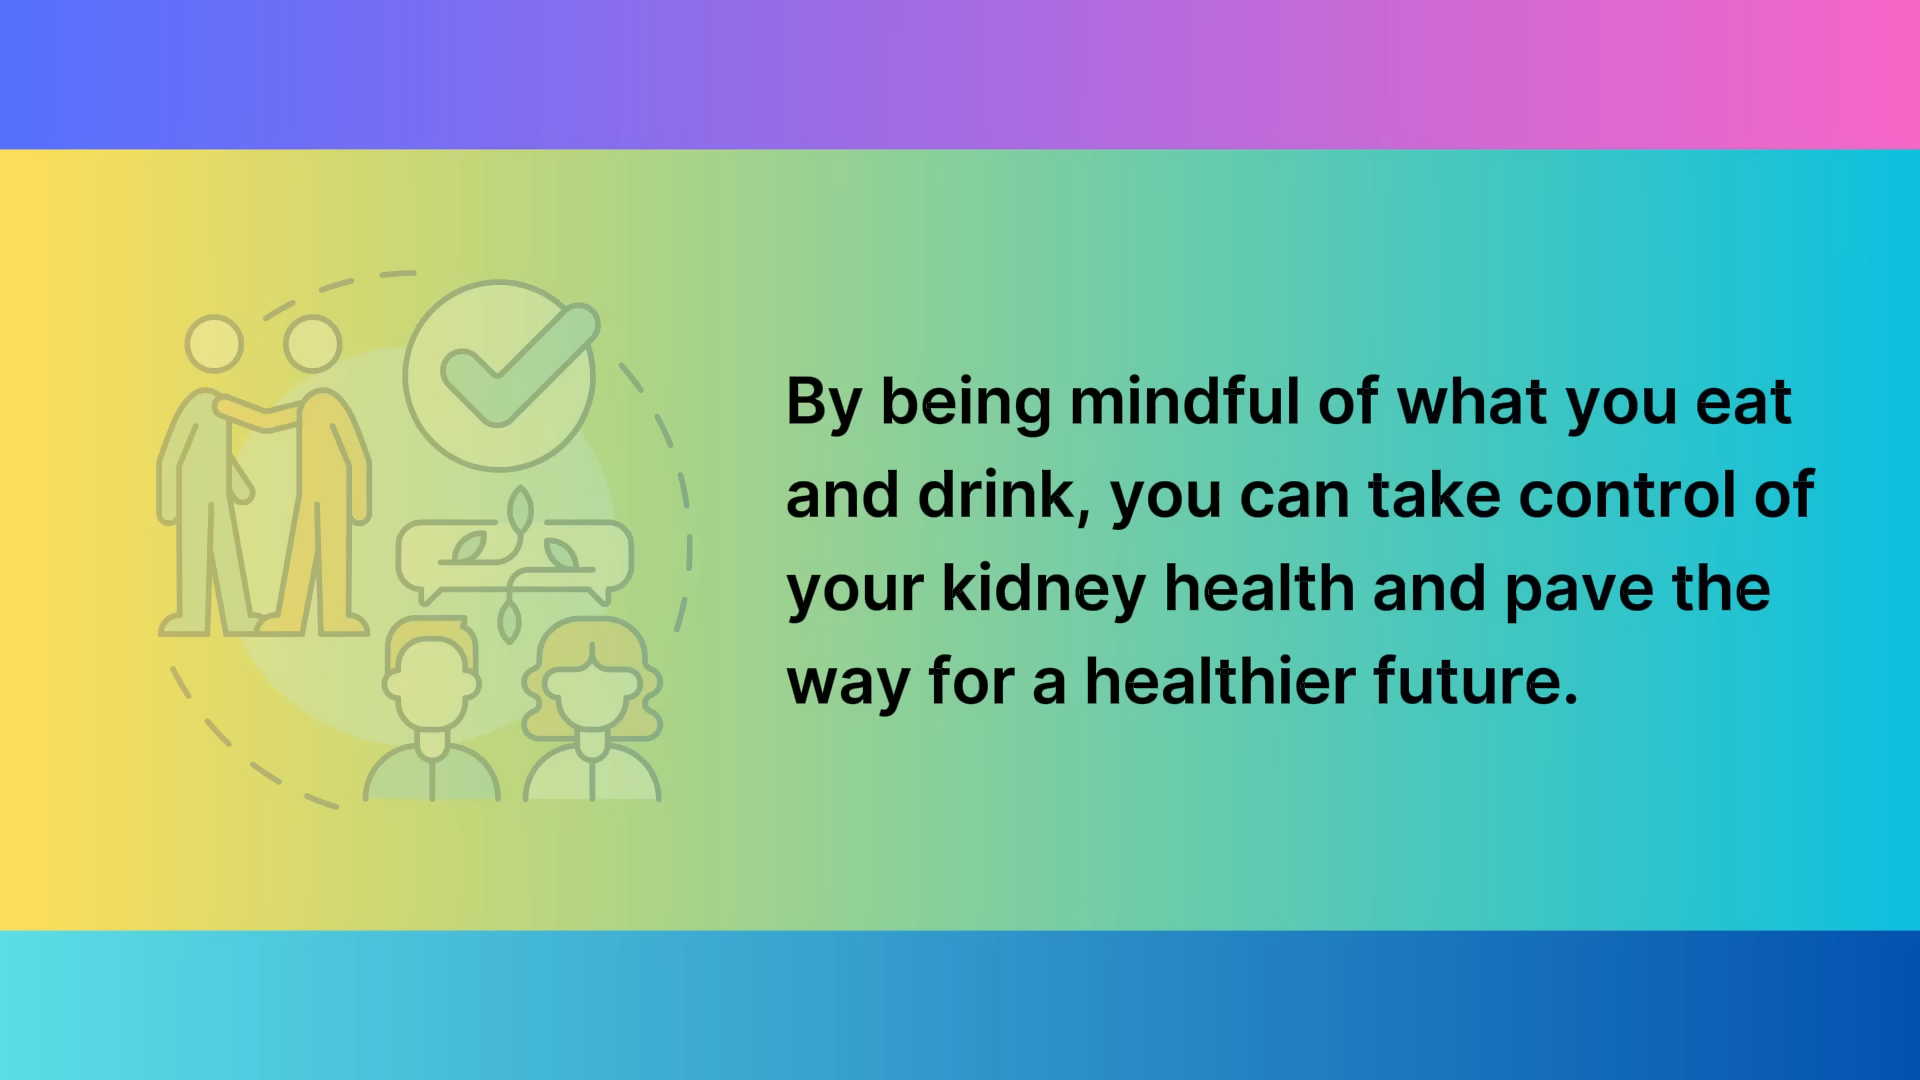 By being mindful of what you eat
and drink, you can take control of
your kidney health and pave the
way for a healthier future.